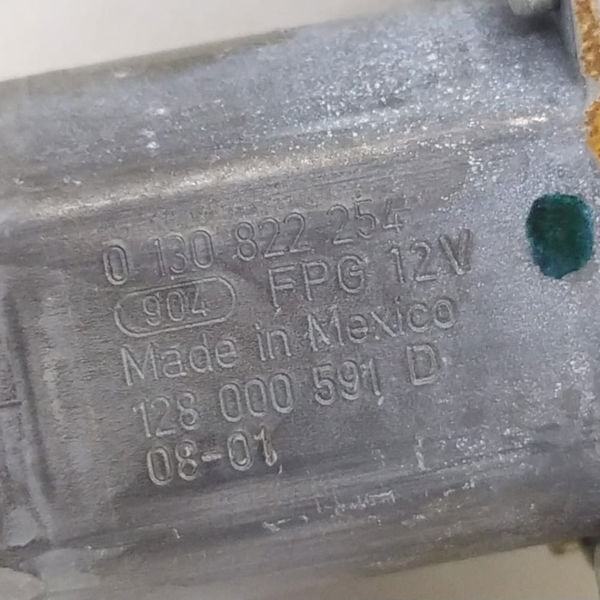 0 130 822 254
904 FPG 12V
Made in Mexico
128 000 591 D
08-01